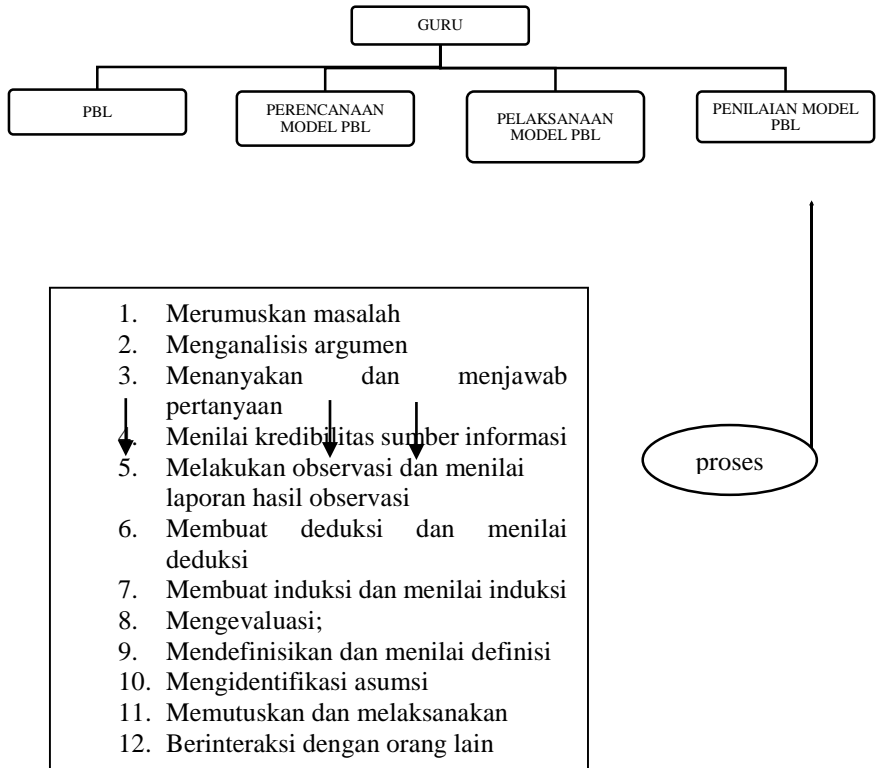 GURU
PBL
PERENCANAAN
MODEL PBL
PELAKSANAAN
MODEL PBL
PENILAIAN MODEL
PBL
1. Merumuskan masalah
2. Menganalisis argumen
3. Menanyakan dan menjawab
pertanyaan
4. Menilai kredibilitas sumber informasi
5. Melakukan observasi dan menilai
laporan hasil observasi
6. Membuat deduksi dan menilai
deduksi
7. Membuat induksi dan menilai induksi
8. Mengevaluasi;
9. Mendefinisikan dan menilai definisi
10. Mengidentifikasi asumsi
11. Memutuskan dan melaksanakan
12. Berinteraksi dengan orang lain
proses